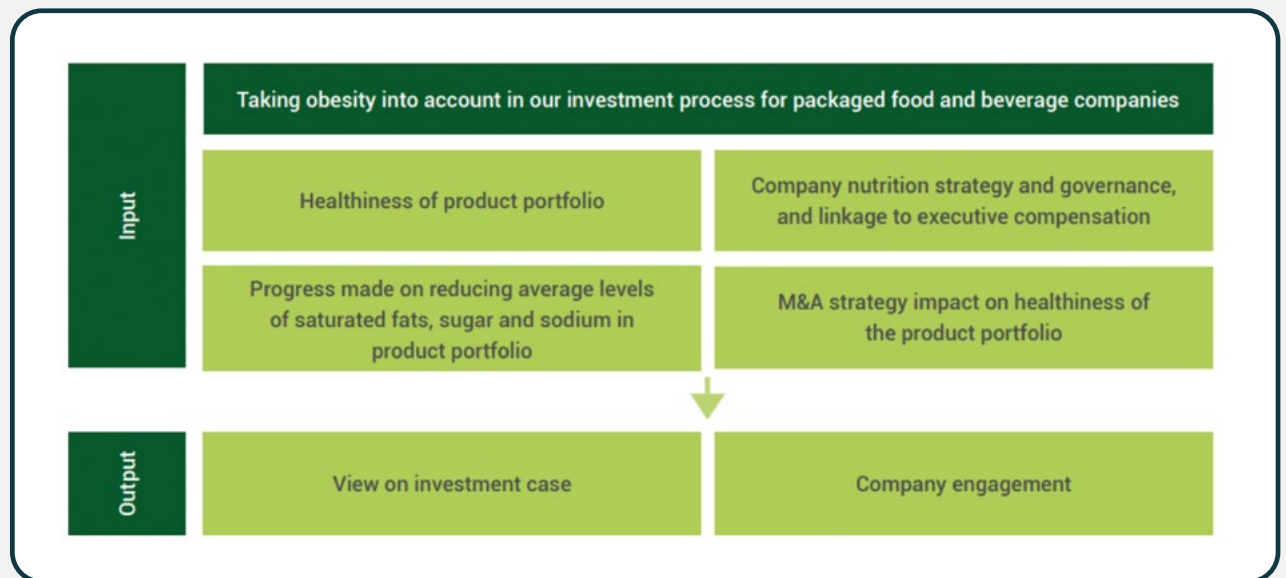 Input
Taking obesity into account in our investment process for packaged food and beverage companies
Healthiness of product portfolio
Company nutrition strategy and governance,
and linkage to executive compensation
Progress made on reducing average levels
of saturated fats, sugar and sodium in
product portfolio
M&A strategy impact on healthiness of
the product portfolio
Output
View on investment case
Company engagement